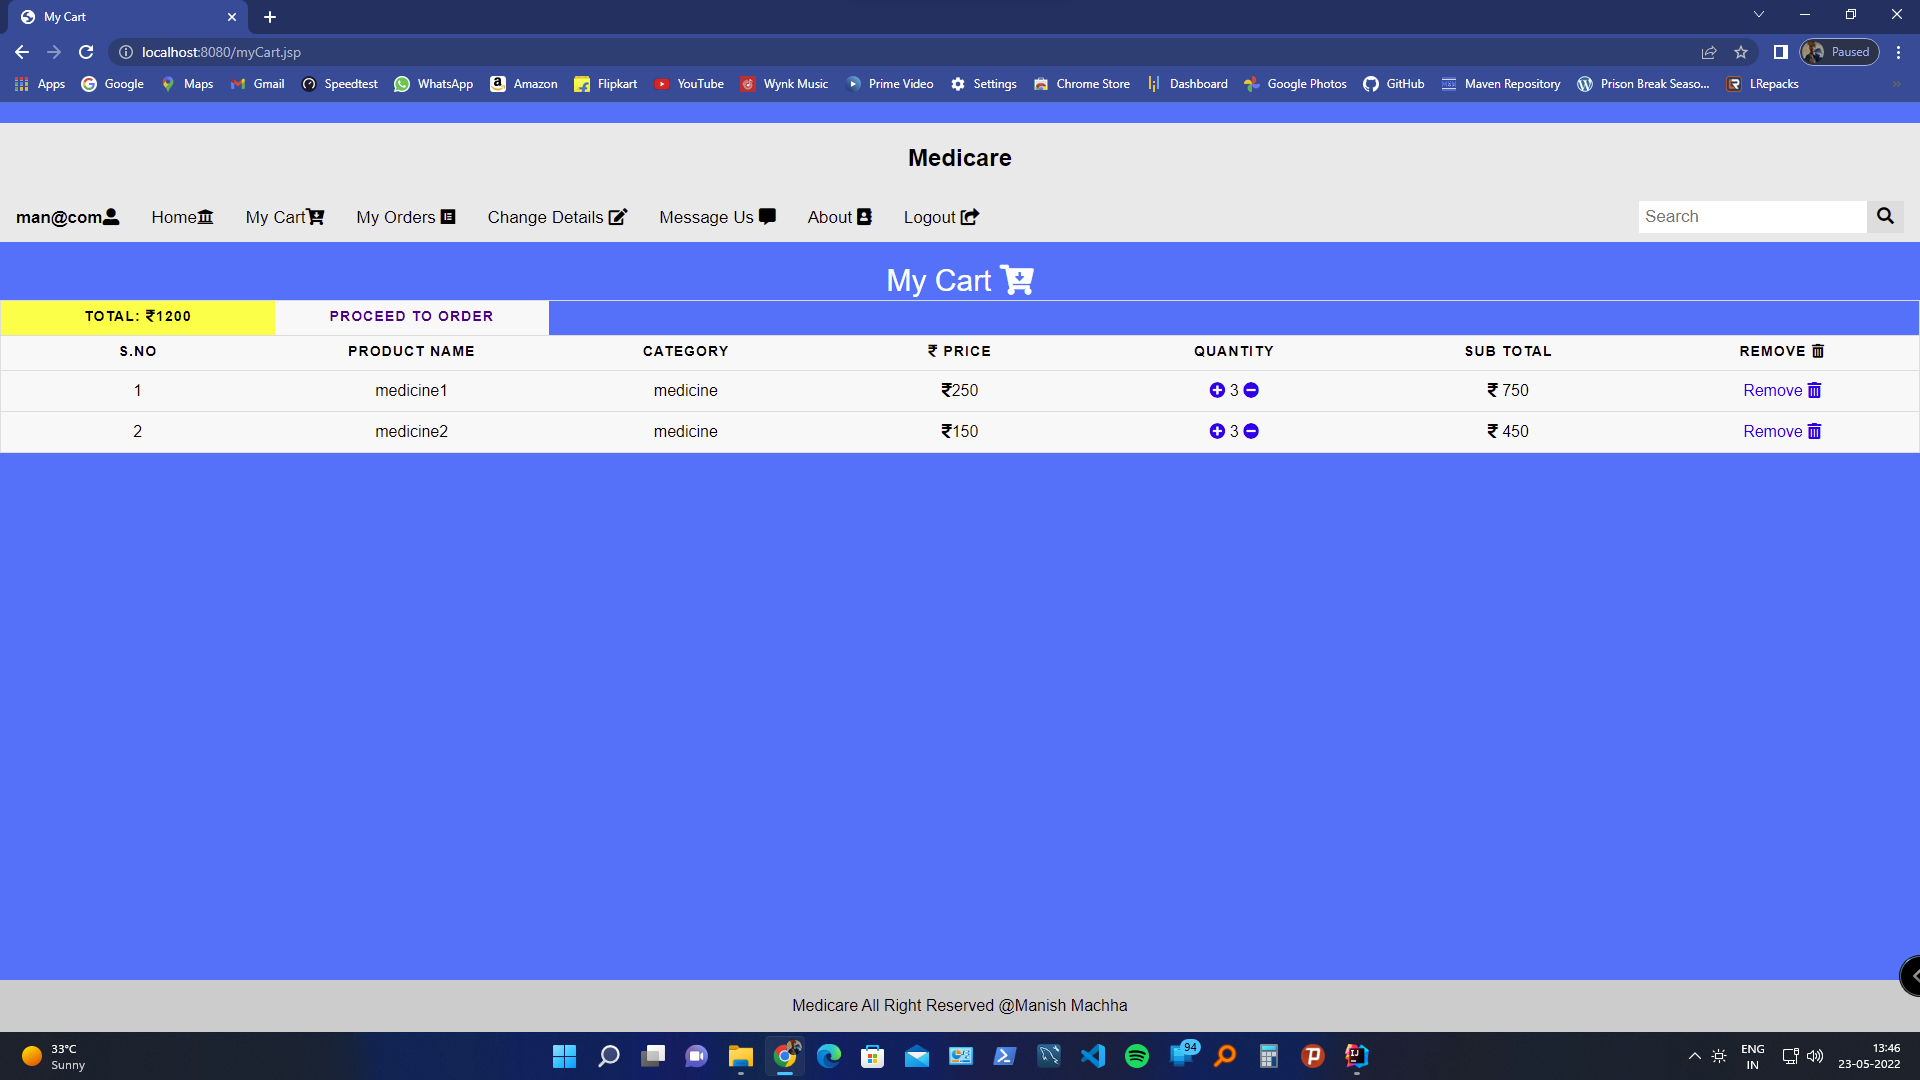 My Cart
localhost:8080/myCart.jsp
Paused
Apps Google Maps Gmail Speedtest WhatsApp Amazon Flipkart YouTube Wynk Music Prime Video Settings Chrome Store Dashboard Google Photos GitHub Maven Repository Prison Break Seaso... LRepacks
Medicare
man@com Home My Cart My Orders Change Details Message Us About Logout Search
My Cart
TOTAL: ₹1200 PROCEED TO ORDER
S.NO PRODUCT NAME CATEGORY ₹ PRICE QUANTITY SUB TOTAL REMOVE
1 medicine1 medicine ₹250 3 ₹ 750 Remove
2 medicine2 medicine ₹150 3 ₹ 450 Remove
Medicare All Right Reserved @Manish Machha
33°C
Sunny
94
ENG
IN
13:46
23-05-2022